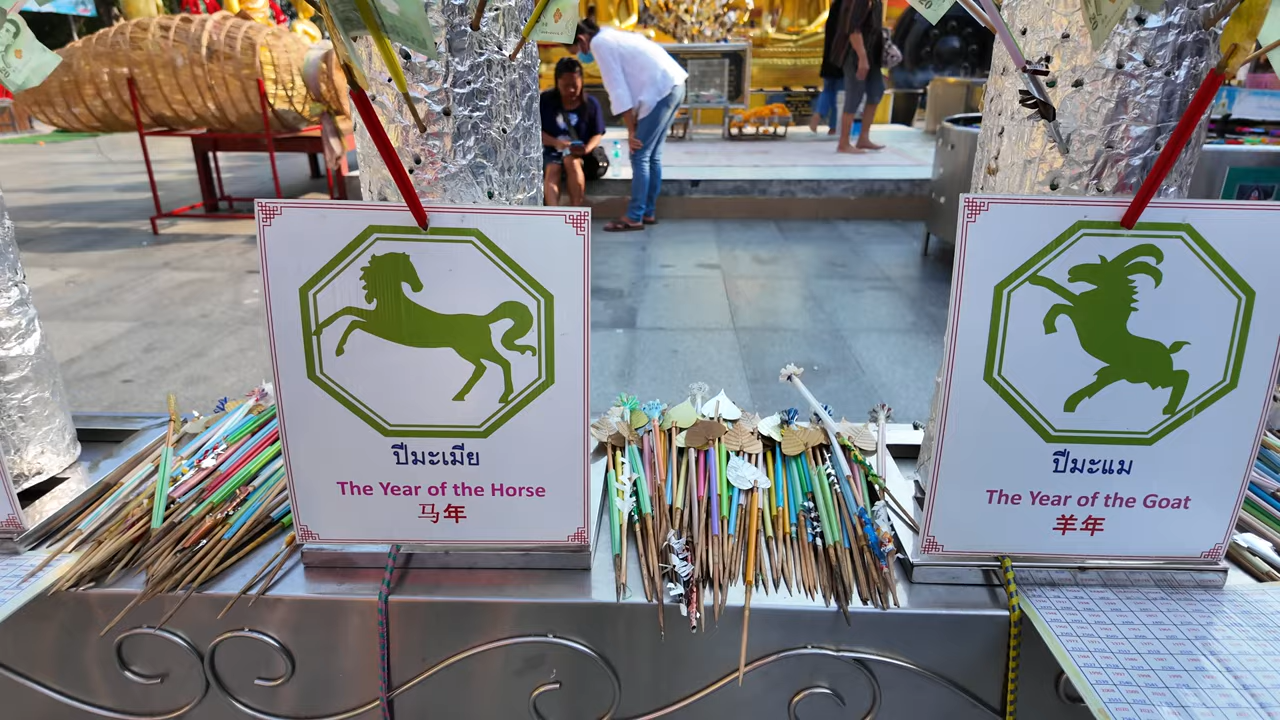 ปีมะเมีย
The Year of the Horse
马年
ปีมะแม
The Year of the Goat
羊年